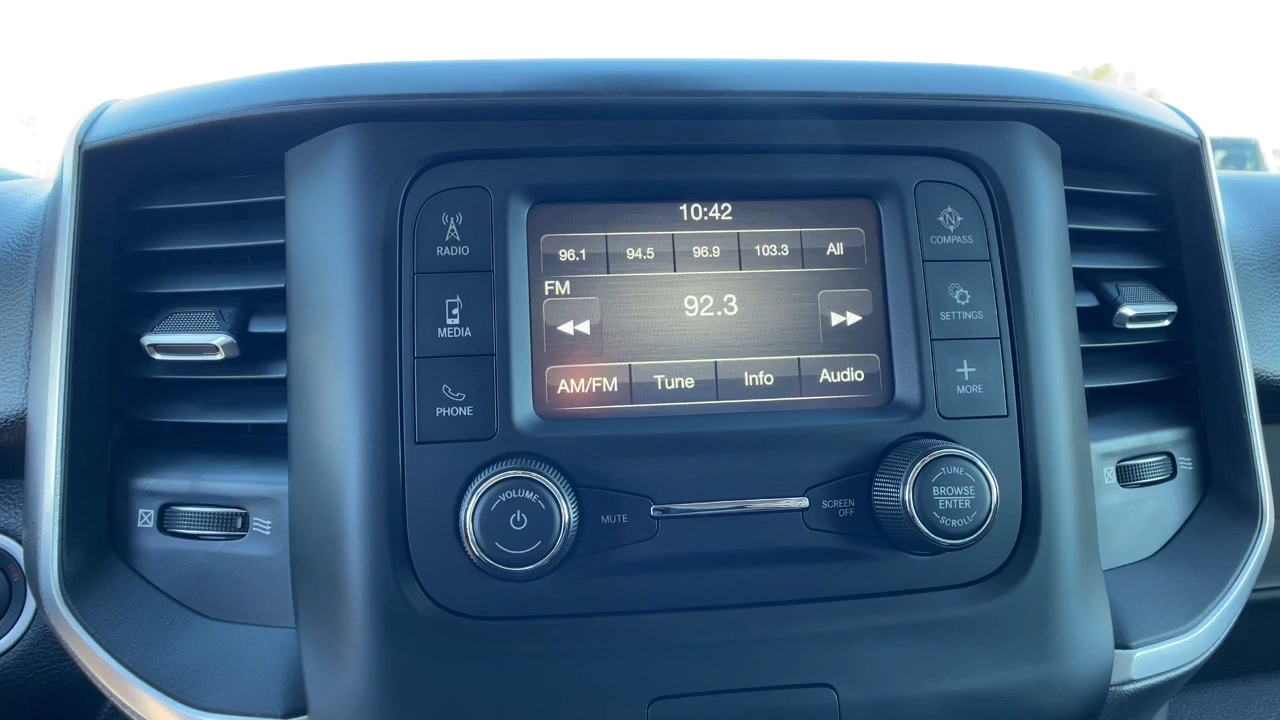 10:42
96.1 94.5 96.9 103.3 All
FM
92.3
AM/FM Tune Info Audio
RADIO
MEDIA
PHONE
N
COMPASS
SETTINGS
MORE
VOLUME
MUTE
SCREEN
OFF
TUNE
BROWSE
ENTER
SCROLL